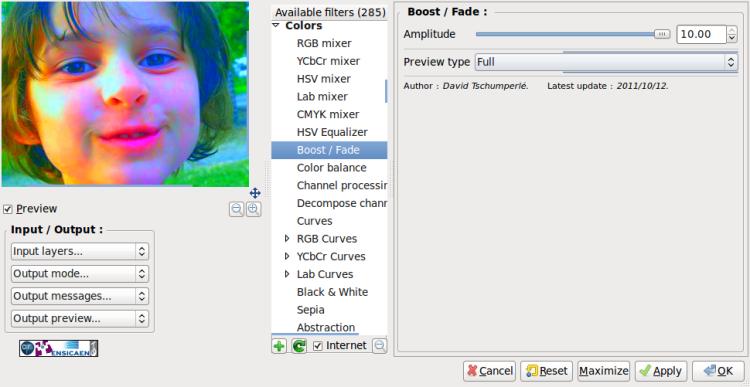 Preview
Input / Output :
Input layers...
Output mode...
Output messages...
Output preview...
ENSICAEN
Available filters (285)
Colors
RGB mixer
YCbCr mixer
HSV mixer
Lab mixer
CMYK mixer
HSV Equalizer
Boost / Fade
Color balance
Channel processir
Decompose chanr
Curves
RGB Curves
YCbCr Curves
Lab Curves
Black & White
Sepia
Abstraction
Internet
Boost / Fade :
Amplitude 10.00
Preview type Full
Author : David Tschumperlé. Latest update : 2011/10/12.
Cancel Reset Maximize Apply OK